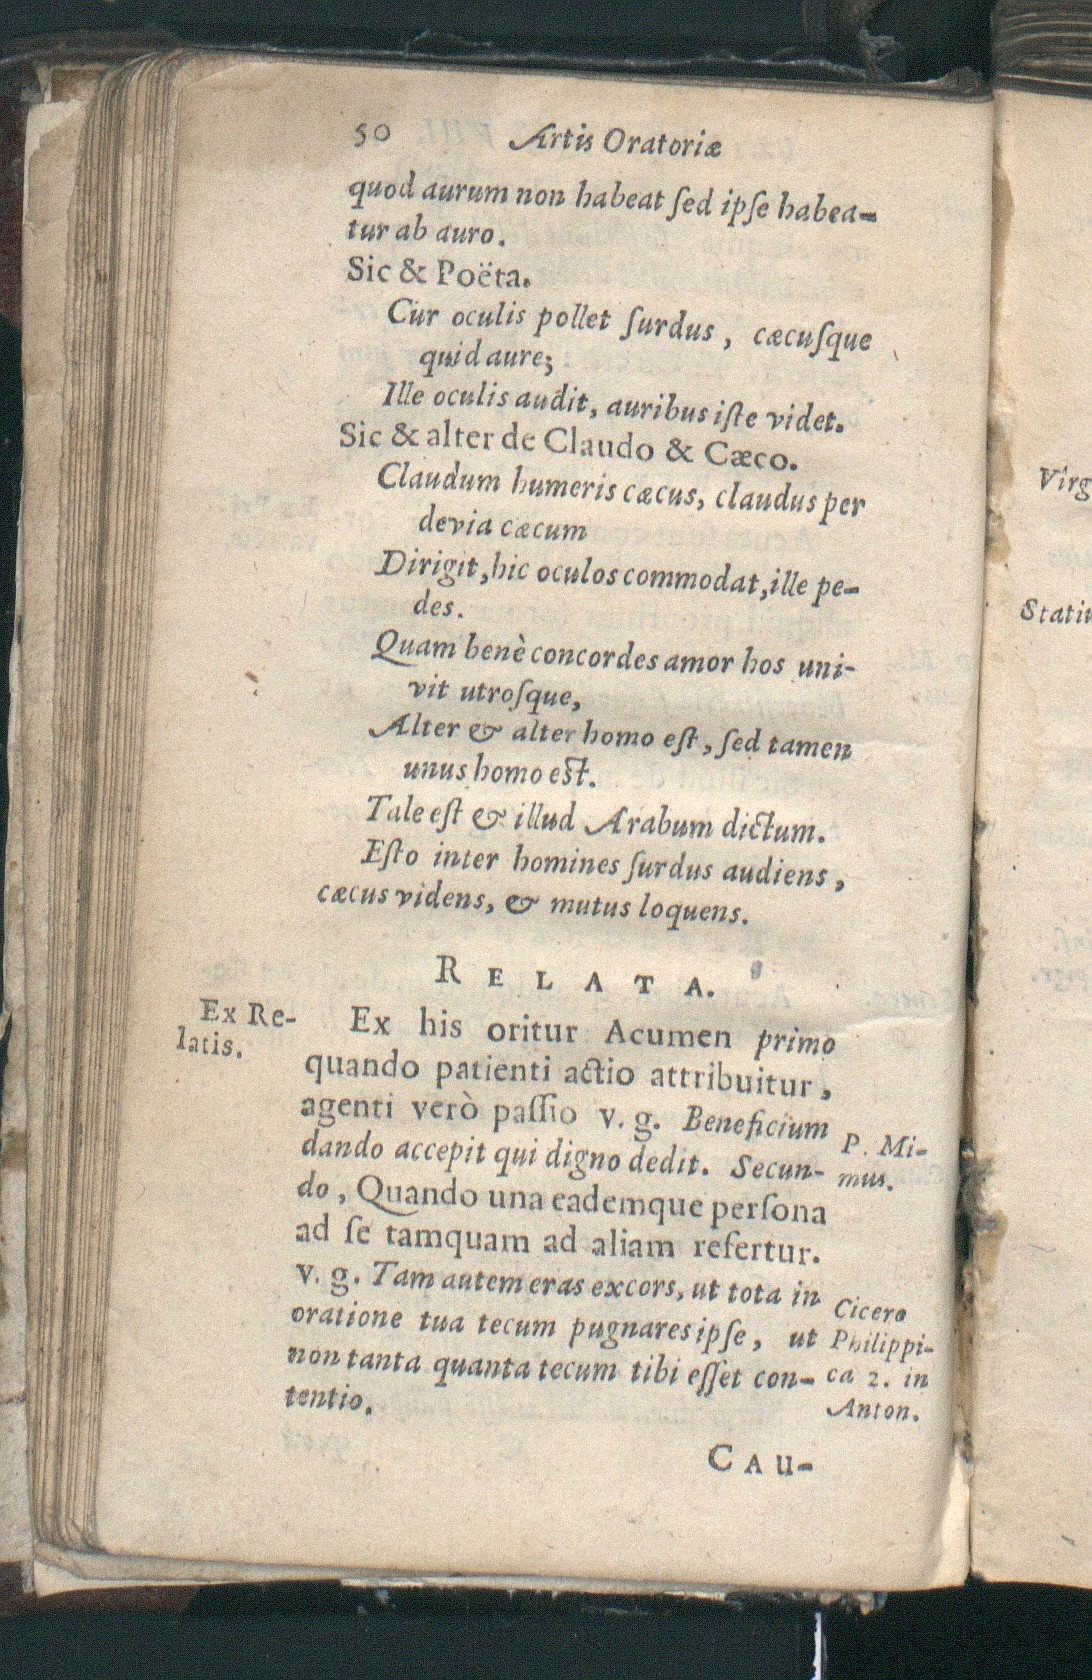 50 Artis Oratoriæ
quod aurum non habeat ſed ipſe habea-
tur ab auro.
Sic & Poëta.
Cur oculis pollet ſurdus, cæcuſque
quid aure;
Ille oculis audit, auribus iſte videt.
Sic & alter de Claudo & Cæco.
Claudum humeris cæcus, claudus per
devia cæcum
Dirigit, hic oculos commodat, ille pe-
des.
Quam benè concordes amor hos uni-
vit utroſque,
Alter & alter homo eſt, ſed tamen
unus homo eſt.
Tale eſt & illud Arabum dictum.
Eſto inter homines ſurdus audiens,
cæcus videns, & mutus loquens.
RELATA.
Ex Re-
latis.
Ex his oritur Acumen primo
quando patienti actio attribuitur,
agenti verò paſſio v. g. Beneficium
dando accepit qui digno dedit. Secun-
do, Quando una eademque perſona
ad ſe tamquam ad aliam refertur.
v. g. Tam autem eras excors, ut tota in
oratione tua tecum pugnares ipſe, ut
non tanta quanta tecum tibi eſſet con-
tentio.
P. Mi-
mus.
Cicero
Philippi-
ca 2. in
Anton.
CAU-
Virg
Statiu